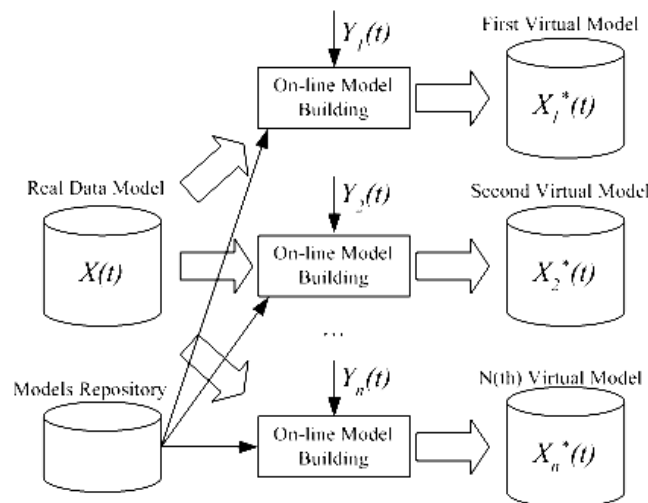 First Virtual Model
Y₁(t)
On-line Model
Building
X₁*(t)
Real Data Model
X(t)
Second Virtual Model
Y₂(t)
On-line Model
Building
X₂*(t)
...
Models Repository
N(th) Virtual Model
Yₙ(t)
On-line Model
Building
Xₙ*(t)